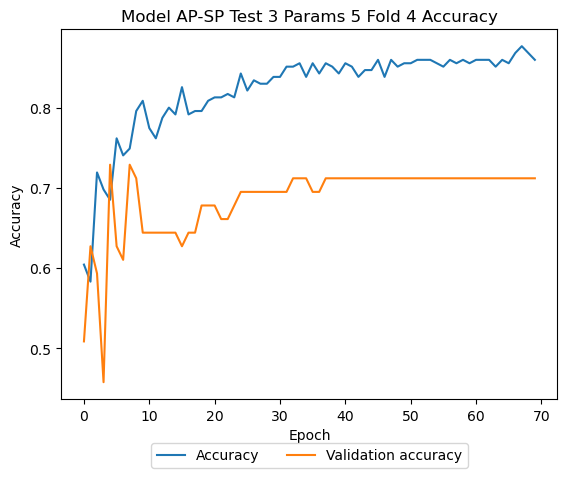 Model AP-SP Test 3 Params 5 Fold 4 Accuracy
Accuracy
0.8
0.7
0.6
0.5
0 10 20 30 40 50 60 70
Epoch
Accuracy Validation accuracy